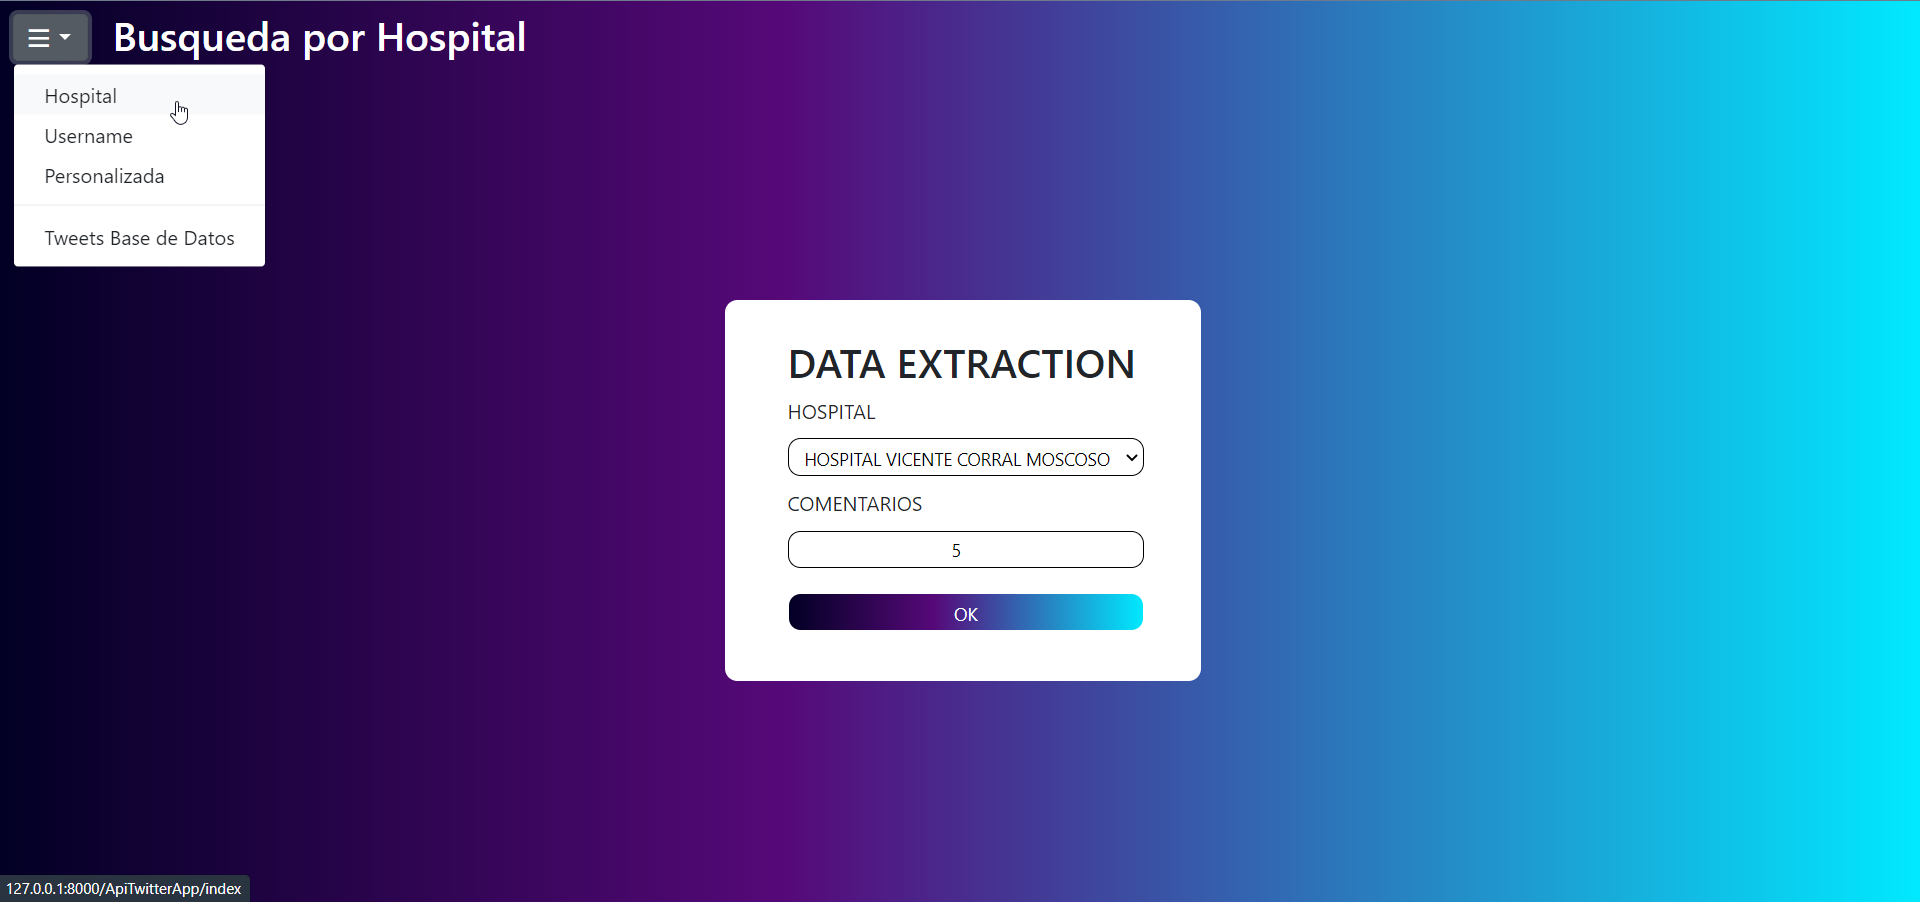 Busqueda por Hospital
Hospital
Username
Personalizada
Tweets Base de Datos
DATA EXTRACTION
HOSPITAL
HOSPITAL VICENTE CORRAL MOSCOSO
COMENTARIOS
5
OK
127.0.0.1:8000/ApiTwitterApp/index